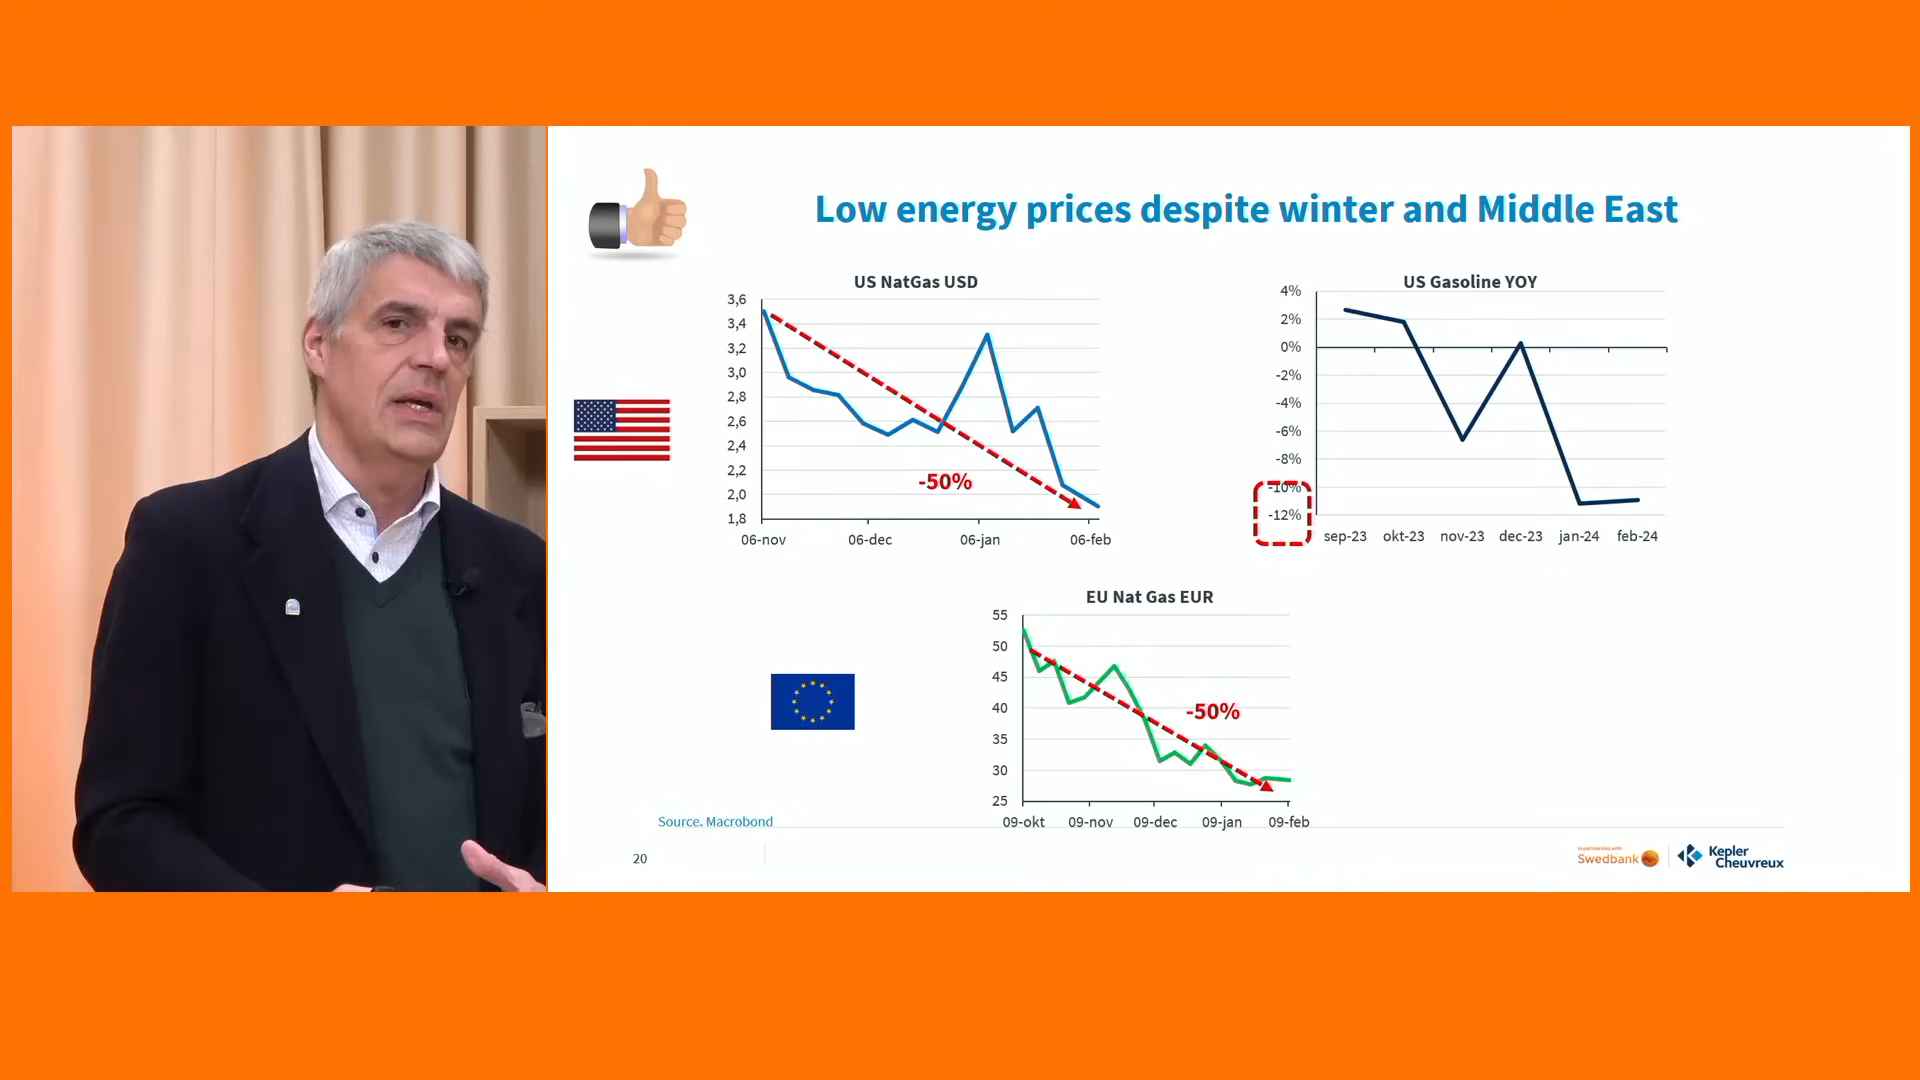 Low energy prices despite winter and Middle East
US NatGas USD
3,6
3,4
3,2
3,0
2,8
2,6
2,4
2,2
2,0
1,8
-50%
06-nov 06-dec 06-jan 06-feb
US Gasoline YOY
4%
2%
0%
-2%
-4%
-6%
-8%
-10%
-12%
sep-23 okt-23 nov-23 dec-23 jan-24 feb-24
EU Nat Gas EUR
55
50
45
40
35
30
25
-50%
09-okt 09-nov 09-dec 09-jan 09-feb
Source. Macrobond
20
In partnership with
Swedbank
Kepler
Cheuvreux